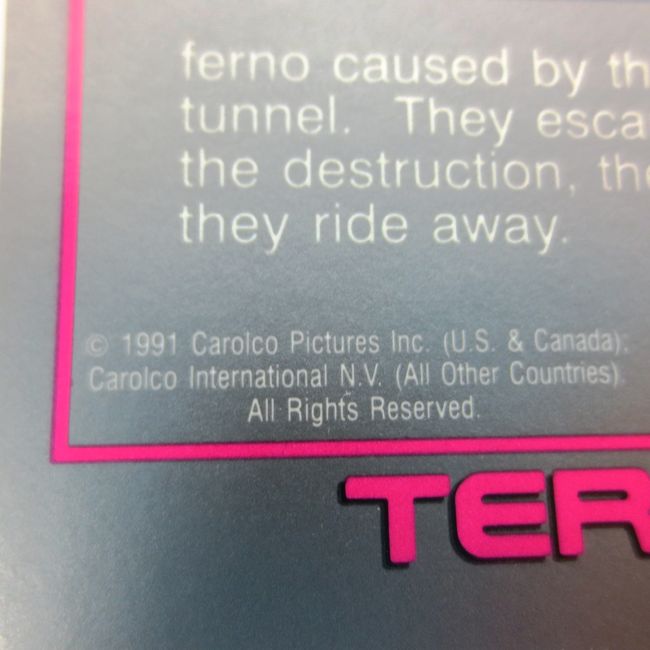 ferno caused by th
tunnel. They esca
the destruction, the
they ride away.
© 1991 Carolco Pictures Inc. (U.S. & Canada);
Carolco International N.V. (All Other Countries).
All Rights Reserved.
TER